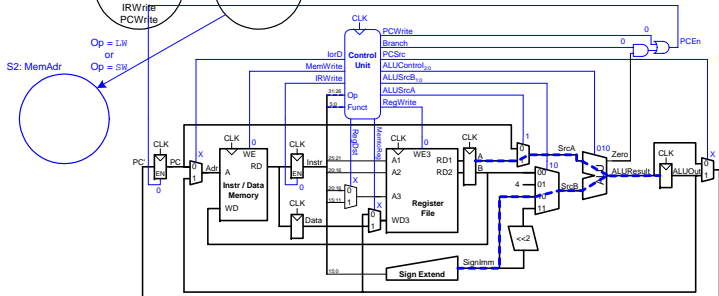 IRWrite
PCWrite
Op = LW
or
Op = SW
S2: MemAdr
CLK
PCWrite
Branch
PCSrc
ALUControl2:0
ALUSrcB1:0
ALUSrcA
RegWrite
IorD
MemWrite
IRWrite
Control
Unit
Op
Funct
31:26
5:0
RegDst
MemtoReg
0
0
PCEn
PC'
CLK
PC
EN
0
X
0
1
Adr
CLK
0
WE
A
RD
Instr / Data
Memory
WD
CLK
EN
0
Instr
CLK
Data
25:21
20:16
20:16
15:11
X
0
1
X
0
1
CLK
0
WE3
A1
RD1
A2
RD2
A3
Register
File
WD3
CLK
A
B
1
0
1
SrcA
10
00
4
01
10
11
SrcB
<<2
010
Zero
ALUResult
CLK
ALUOut
X
0
1
15:0
Sign Extend
SignImm